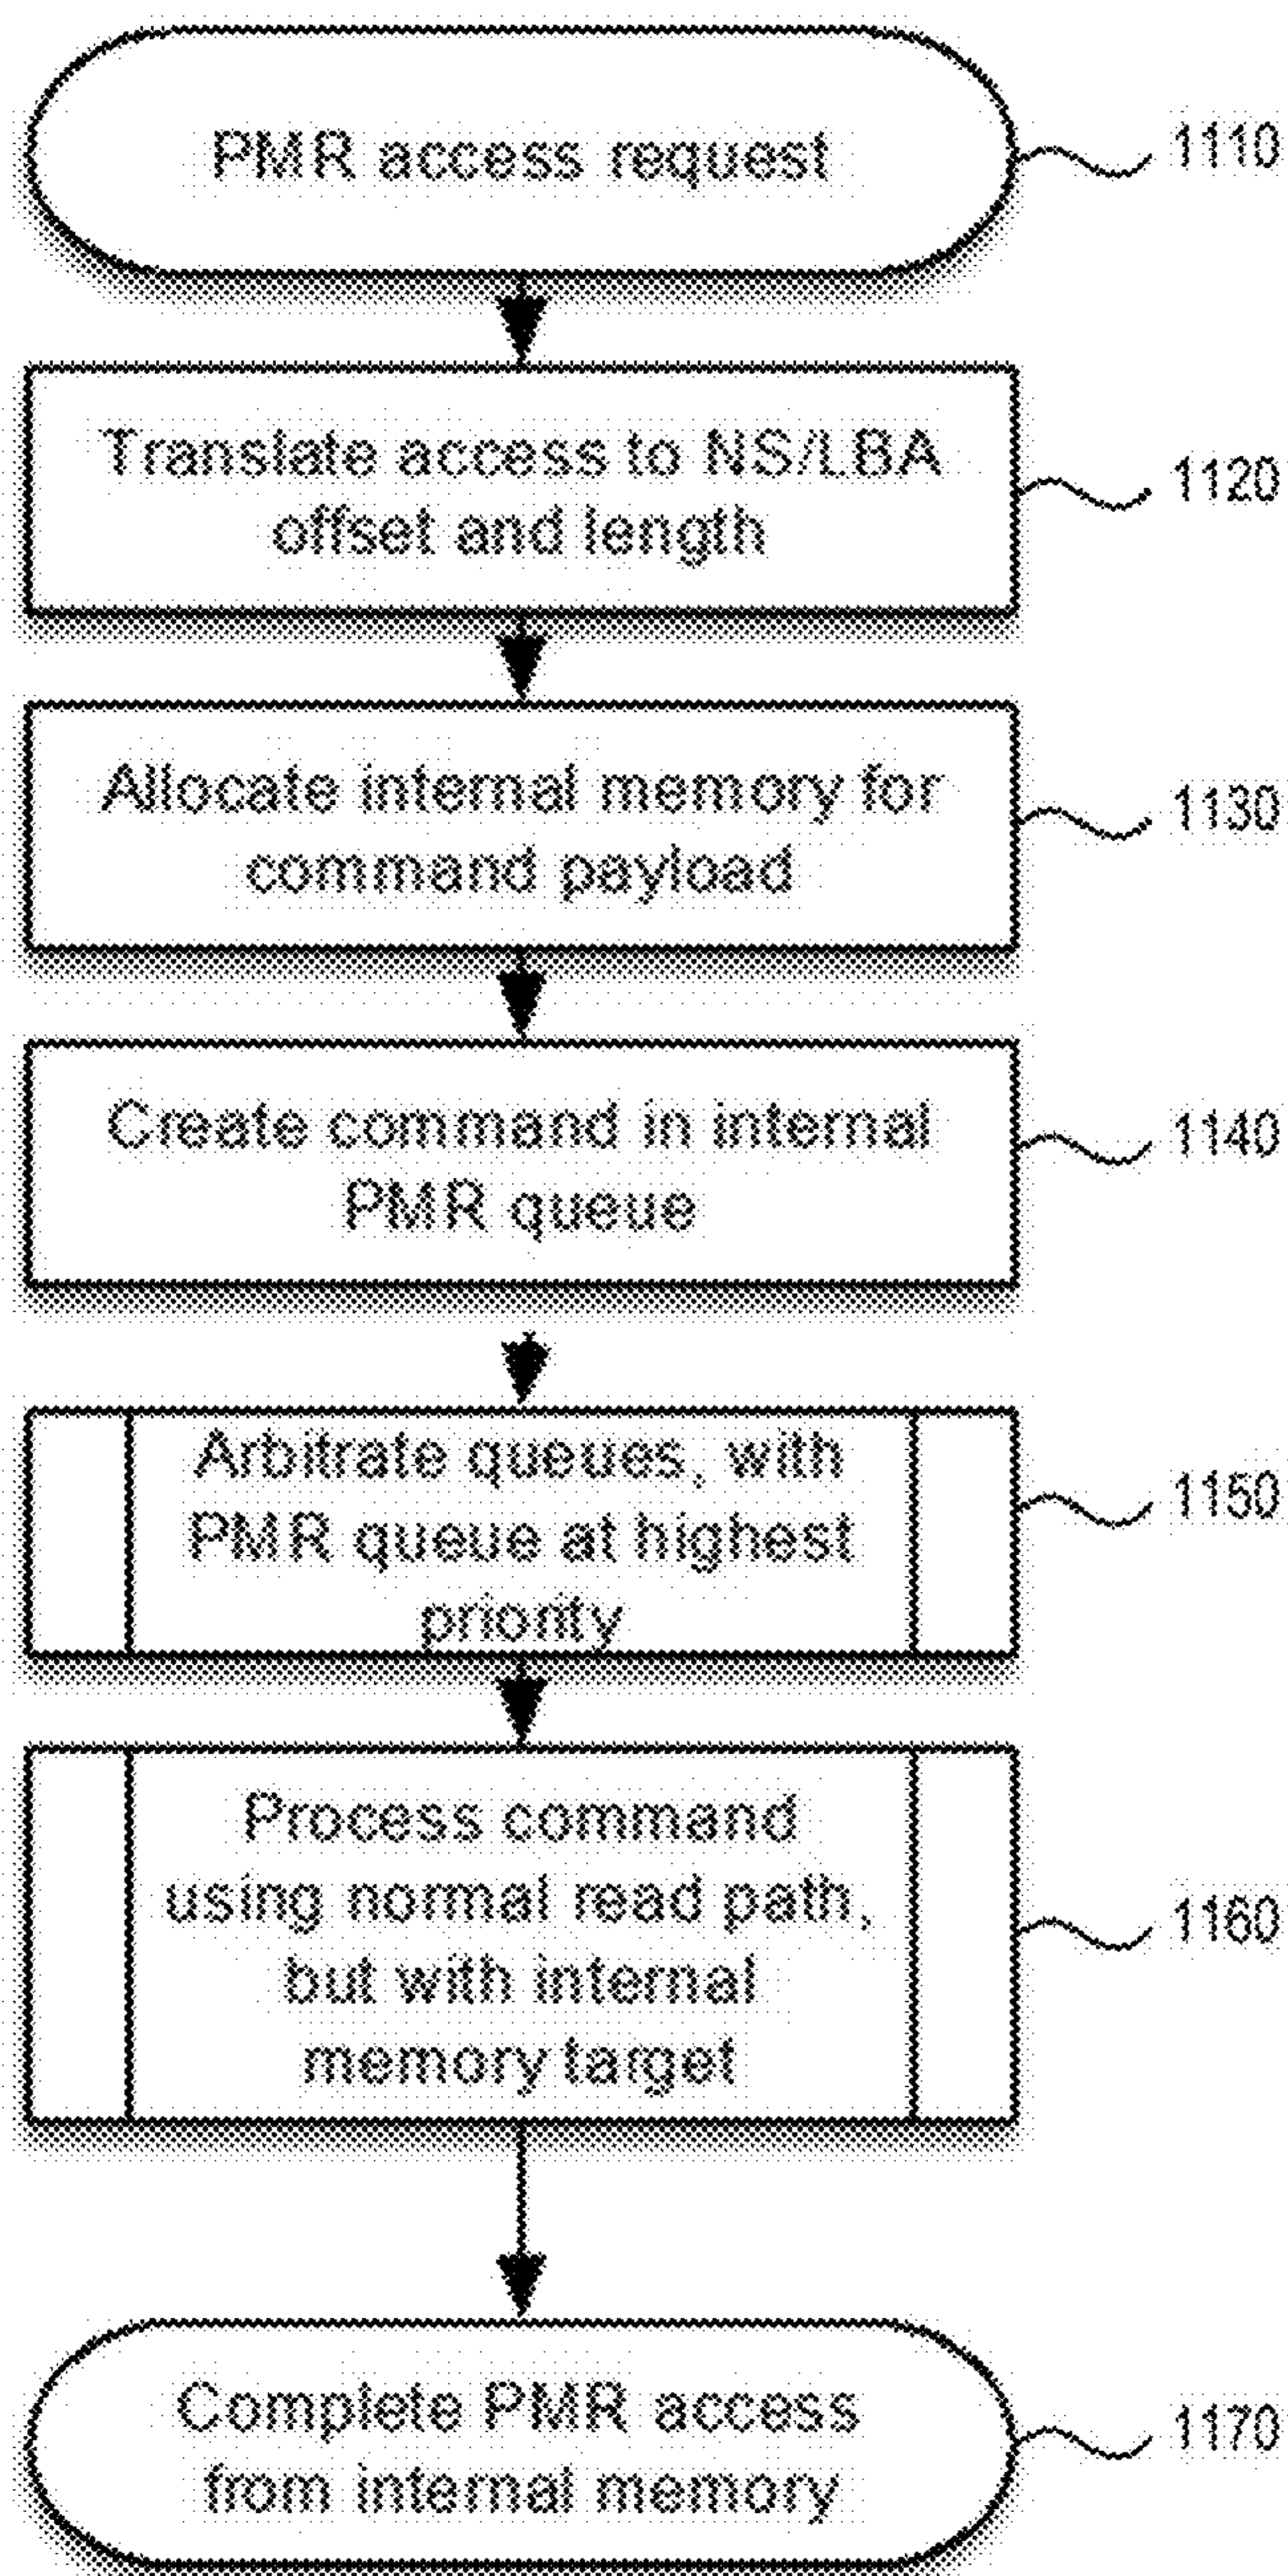 PMR access request
1110
Translate access to NS/LBA
offset and length
1120
Allocate internal memory for
command payload
1130
Create command in internal
PMR queue
1140
Arbitrate queues, with
PMR queue at highest
priority
1150
Process command
using normal read path,
but with internal
memory target
1160
Complete PMR access
from internal memory
1170